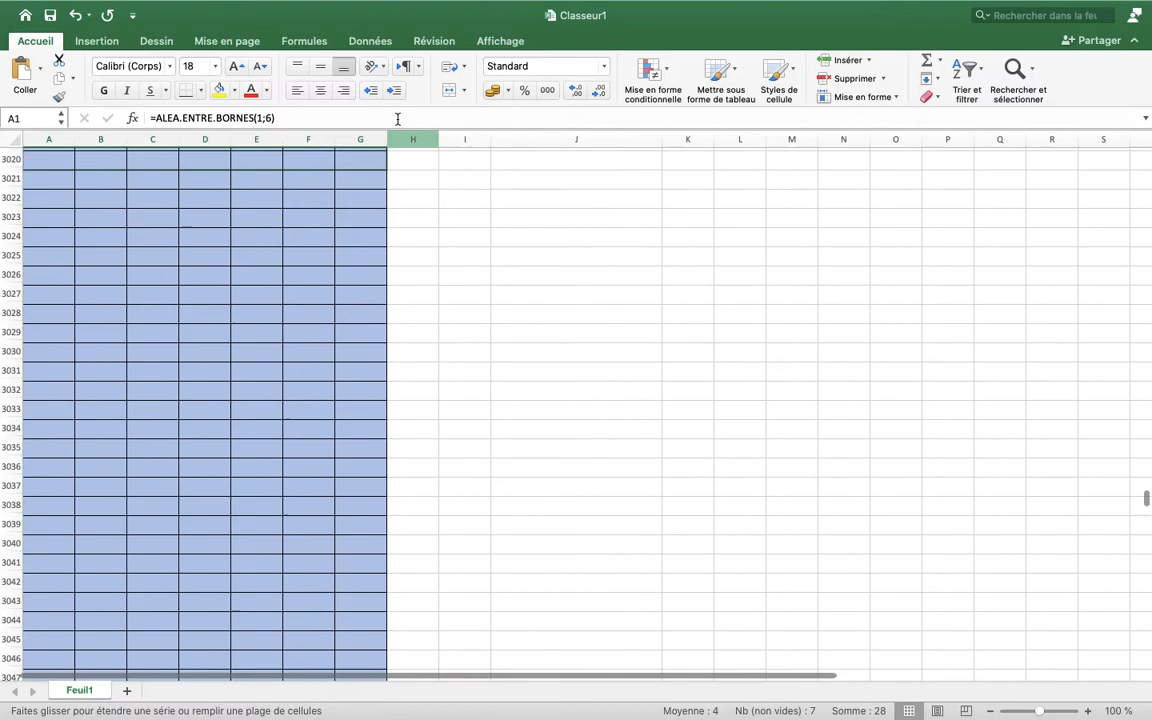 Classeur1
Rechercher dans la feu
Accueil Insertion Dessin Mise en page Formules Données Révision Affichage
Partager
Coller
Calibri (Corps) 18
G I S A
Standard
% 000
Mise en forme conditionnelle
Mettre sous forme de tableau
Styles de cellule
Insérer
Supprimer
Mise en forme
Trier et filtrer
Rechercher et sélectionner
A1 fx =ALEA.ENTRE.BORNES(1;6)
A B C D E F G H I J K L M N O P Q R S
3020
3021
3022
3023
3024
3025
3026
3027
3028
3029
3030
3031
3032
3033
3034
3035
3036
3037
3038
3039
3040
3041
3042
3043
3044
3045
3046
3047
Feuil1
Faites glisser pour étendre une série ou remplir une plage de cellules Moyenne : 4 Nb (non vides) : 7 Somme : 28 100 %